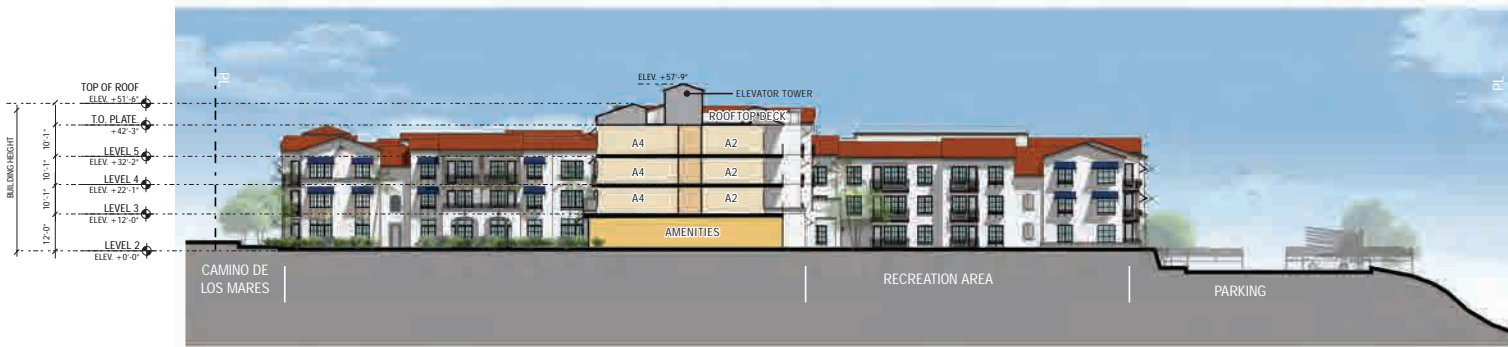 PL
PL
ELEV. +57'-9"
TOP OF ROOF
ELEV. +51'-6"
ELEVATOR TOWER
T.O. PLATE
+42'-3"
ROOFTOP DECK
10'-1"
A4
A2
LEVEL 5
ELEV. +32'-2"
BUILDING HEIGHT
10'-1"
A4
A2
LEVEL 4
ELEV. +22'-1"
10'-1"
A4
A2
LEVEL 3
ELEV. +12'-0"
12'-0"
AMENITIES
LEVEL 2
ELEV. +0'-0"
CAMINO DE
LOS MARES
RECREATION AREA
PARKING